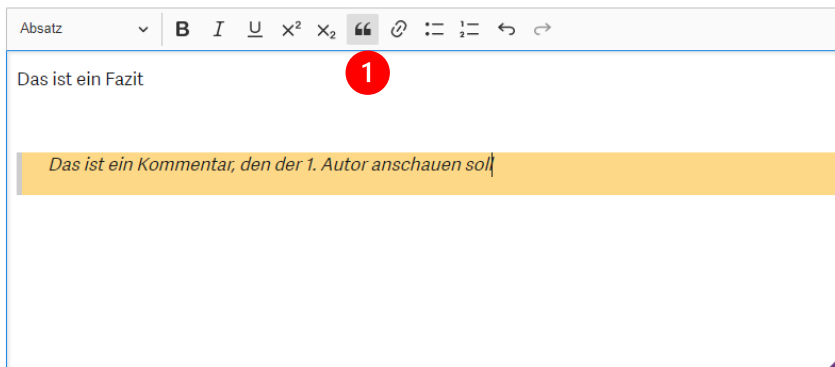 Absatz B I U X² X₂
1
Das ist ein Fazit
Das ist ein Kommentar, den der 1. Autor anschauen soll